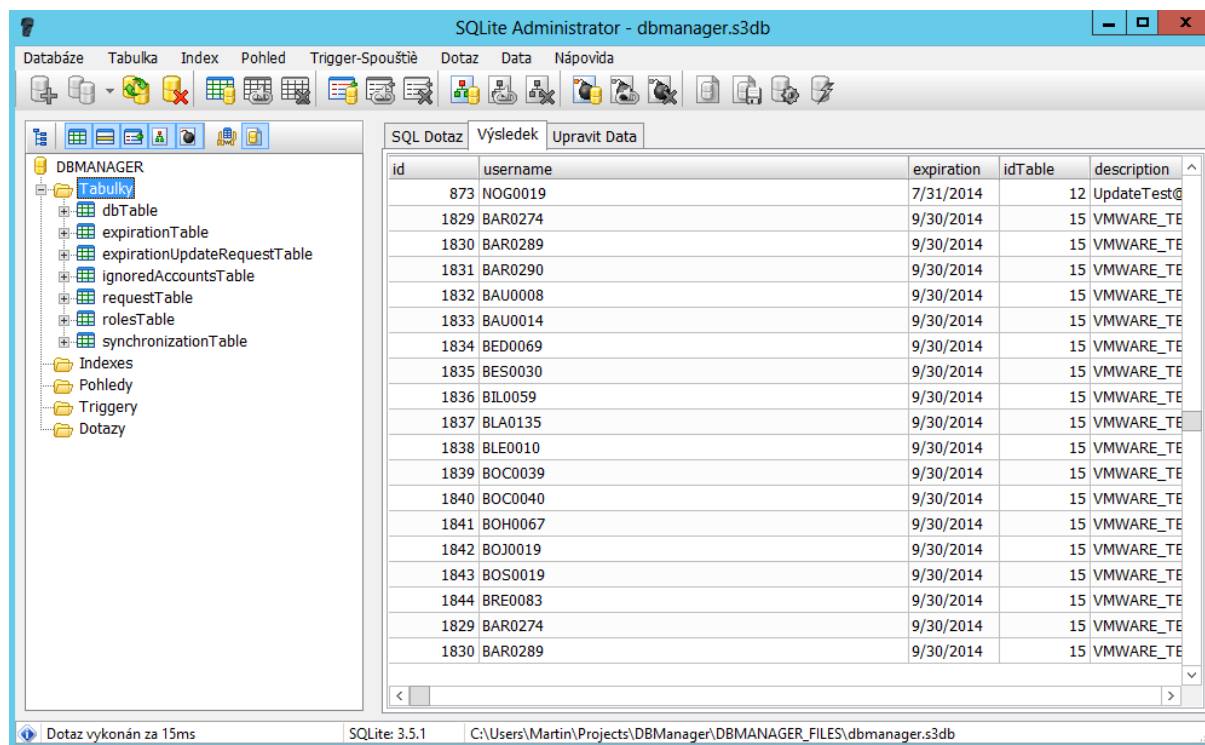 SQLite Administrator - dbmanager.s3db
Databáze Tabulka Index Pohled Trigger-Spouštìè Dotaz Data Nápovìda
SQL Dotaz Výsledek Upravit Data
DBMANAGER
Tabulky
dbTable
expirationTable
expirationUpdateRequestTable
ignoredAccountsTable
requestTable
rolesTable
synchronizationTable
Indexes
Pohledy
Triggery
Dotazy
id username expiration idTable description
873 NOG0019 7/31/2014 12 UpdateTest@
1829 BAR0274 9/30/2014 15 VMWARE_TE
1830 BAR0289 9/30/2014 15 VMWARE_TE
1831 BAR0290 9/30/2014 15 VMWARE_TE
1832 BAU0008 9/30/2014 15 VMWARE_TE
1833 BAU0014 9/30/2014 15 VMWARE_TE
1834 BED0069 9/30/2014 15 VMWARE_TE
1835 BES0030 9/30/2014 15 VMWARE_TE
1836 BIL0059 9/30/2014 15 VMWARE_TE
1837 BLA0135 9/30/2014 15 VMWARE_TE
1838 BLE0010 9/30/2014 15 VMWARE_TE
1839 BOC0039 9/30/2014 15 VMWARE_TE
1840 BOC0040 9/30/2014 15 VMWARE_TE
1841 BOH0067 9/30/2014 15 VMWARE_TE
1842 BOJ0019 9/30/2014 15 VMWARE_TE
1843 BOS0019 9/30/2014 15 VMWARE_TE
1844 BRE0083 9/30/2014 15 VMWARE_TE
1829 BAR0274 9/30/2014 15 VMWARE_TE
1830 BAR0289 9/30/2014 15 VMWARE_TE
Dotaz vykonán za 15ms SQLite: 3.5.1 C:\Users\Martin\Projects\DBManager\DBMANAGER_FILES\dbmanager.s3db